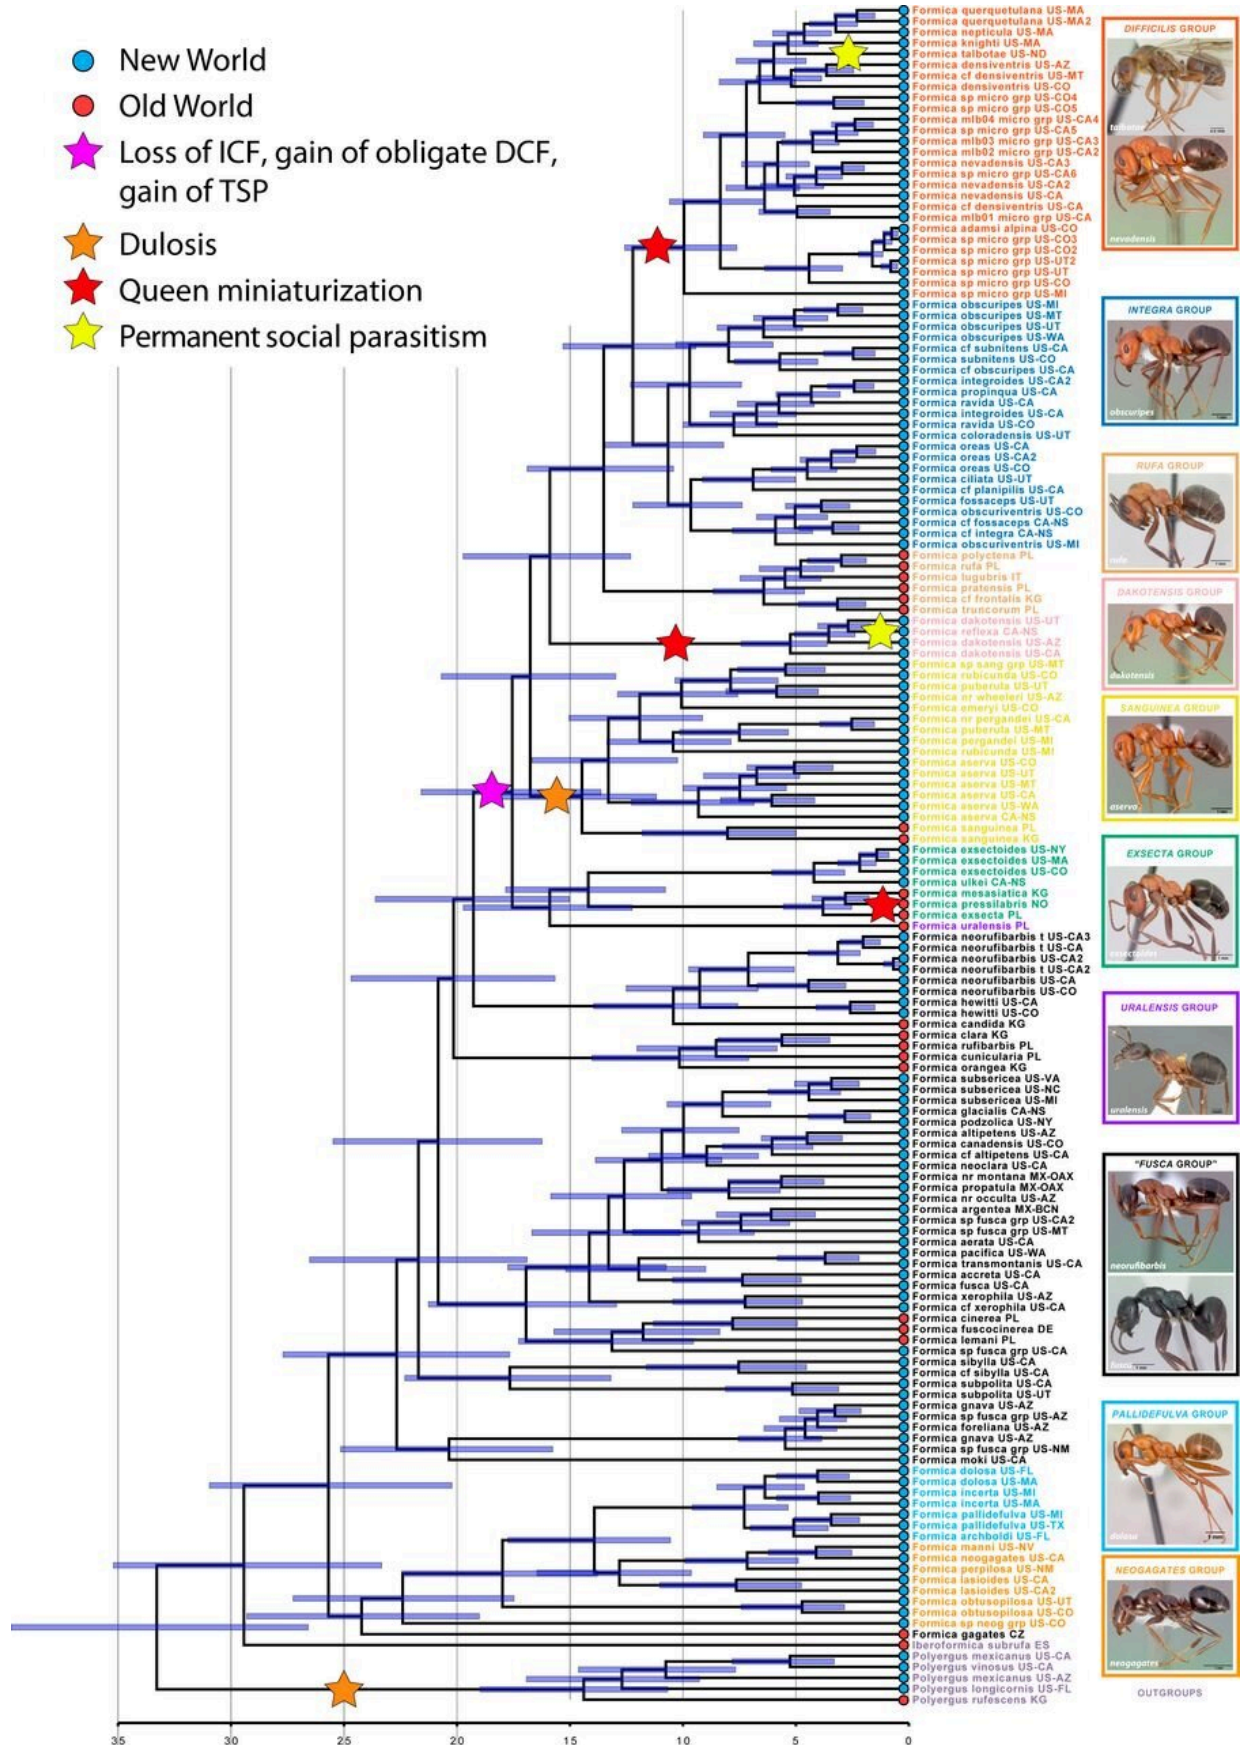 New World
Old World
Loss of ICF, gain of obligate DCF,
gain of TSP
Dulosis
Queen miniaturization
Permanent social parasitism
Formica querquetulana US-MA
Formica querquetulana US-MA2
Formica nepticula US-MA
Formica knighti US-MA
Formica talbotae US-ND
Formica densiventris US-AZ
Formica cf densiventris US-MT
Formica densiventris US-CO
Formica sp micro grp US-CO4
Formica sp micro grp US-CO5
Formica mlb04 micro grp US-CA4
Formica sp micro grp US-CA5
Formica mlb03 micro grp US-CA3
Formica mlb02 micro grp US-CA2
Formica nevadensis US-CA3
Formica sp micro grp US-CA6
Formica nevadensis US-CA2
Formica nevadensis US-CA
Formica cf densiventris US-CA
Formica mlb01 micro grp US-CA
Formica adamsi alpina US-CO
Formica sp micro grp US-CO3
Formica sp micro grp US-CO2
Formica sp micro grp US-UT2
Formica sp micro grp US-UT
Formica sp micro grp US-CO
Formica sp micro grp US-MI
Formica obscuripes US-MI
Formica obscuripes US-MT
Formica obscuripes US-UT
Formica obscuripes US-WA
Formica cf subnitens US-CA
Formica subnitens US-CO
Formica cf obscuripes US-CA
Formica integroides US-CA2
Formica propinqua US-CA
Formica ravida US-CA
Formica integroides US-CA
Formica ravida US-CO
Formica coloradensis US-UT
Formica oreas US-CA
Formica oreas US-CA2
Formica oreas US-CO
Formica ciliata US-UT
Formica cf planipilis US-CA
Formica fossaceps US-UT
Formica obscuriventris US-CO
Formica cf fossaceps CA-NS
Formica cf integra CA-NS
Formica obscuriventris US-MI
Formica polyctena PL
Formica rufa PL
Formica lugubris IT
Formica pratensis PL
Formica cf frontalis KG
Formica truncorum PL
Formica dakotensis US-UT
Formica reflexa CA-NS
Formica dakotensis US-AZ
Formica dakotensis US-CA
Formica sp sang grp US-MT
Formica rubicunda US-CO
Formica puberula US-UT
Formica nr wheeleri US-AZ
Formica emeryi US-CO
Formica nr pergandei US-CA
Formica puberula US-MT
Formica pergandei US-MI
Formica rubicunda US-MI
Formica aserva US-CO
Formica aserva US-UT
Formica aserva US-MT
Formica aserva US-CA
Formica aserva US-WA
Formica aserva CA-NS
Formica sanguinea PL
Formica sanguinea KG
Formica exsectoides US-NY
Formica exsectoides US-MA
Formica exsectoides US-CO
Formica ulkei CA-NS
Formica mesasiatica KG
Formica pressilabris NO
Formica exsecta PL
Formica uralensis PL
Formica neorufibarbis t US-CA3
Formica neorufibarbis t US-CA
Formica neorufibarbis US-CA2
Formica neorufibarbis t US-CA2
Formica neorufibarbis US-CA
Formica neorufibarbis US-CO
Formica hewitti US-CA
Formica hewitti US-CO
Formica candida KG
Formica clara KG
Formica rufibarbis PL
Formica cunicularia PL
Formica orangea KG
Formica subsericea US-VA
Formica subsericea US-NC
Formica subsericea US-MI
Formica glacialis CA-NS
Formica podzolica US-NY
Formica altipetens US-AZ
Formica canadensis US-CO
Formica cf altipetens US-CA
Formica neoclara US-CA
Formica nr montana MX-OAX
Formica propatula MX-OAX
Formica nr occulta US-AZ
Formica argentea MX-BCN
Formica sp fusca grp US-CA2
Formica sp fusca grp US-MT
Formica aerata US-CA
Formica pacifica US-WA
Formica transmontanis US-CA
Formica accreta US-CA
Formica fusca US-CA
Formica xerophila US-AZ
Formica cf xerophila US-CA
Formica cinerea PL
Formica fuscocinerea DE
Formica lemani PL
Formica sp fusca grp US-CA
Formica sibylla US-CA
Formica cf sibylla US-CA
Formica subpolita US-CA
Formica subpolita US-UT
Formica gnava US-AZ
Formica sp fusca grp US-AZ
Formica foreliana US-AZ
Formica gnava US-AZ
Formica sp fusca grp US-NM
Formica moki US-CA
Formica dolosa US-FL
Formica dolosa US-MA
Formica incerta US-MI
Formica incerta US-MA
Formica pallidefulva US-MI
Formica pallidefulva US-TX
Formica archboldi US-FL
Formica manni US-NV
Formica neogagates US-CA
Formica perpilosa US-NM
Formica lasioides US-CA
Formica lasioides US-CA2
Formica obtusopilosa US-UT
Formica obtusopilosa US-CO
Formica sp neog grp US-CO
Formica gagates CZ
Iberoformica subrufa ES
Polyergus mexicanus US-CA
Polyergus vinosus US-CA
Polyergus mexicanus US-AZ
Polyergus longicornis US-FL
Polyergus rufescens KG
DIFFICILIS GROUP
talbotae
nevadensis
INTEGRA GROUP
obscuripes
RUFA GROUP
rufa
DAKOTENSIS GROUP
dakotensis
SANGUINEA GROUP
aserva
EXSECTA GROUP
exsectoides
URALENSIS GROUP
uralensis
"FUSCA GROUP"
neorufibarbis
fusca
PALLIDEFULVA GROUP
dolosa
NEOGAGATES GROUP
neogagates
OUTGROUPS
35 30 25 20 15 10 5 0